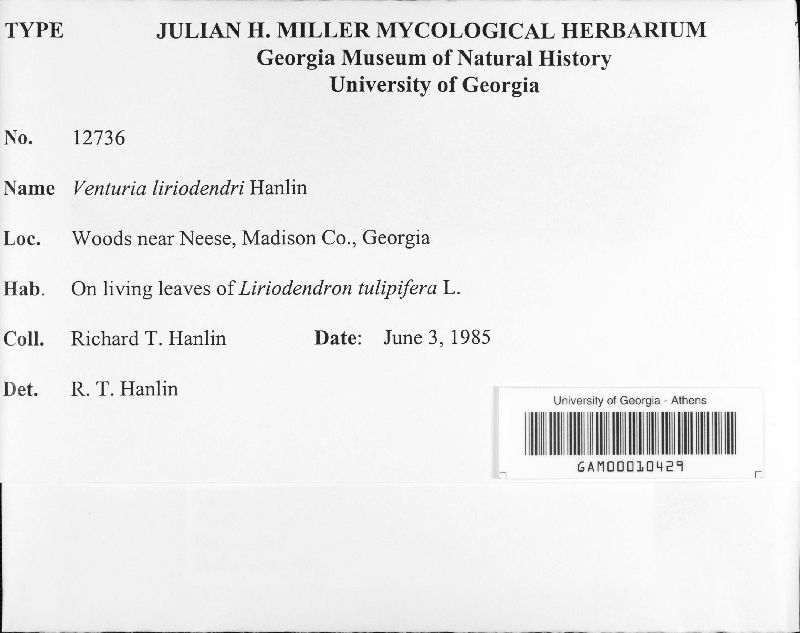 TYPE JULIAN H. MILLER MYCOLOGICAL HERBARIUM
Georgia Museum of Natural History
University of Georgia
No. 12736
Name Venturia liriodendri Hanlin
Loc. Woods near Neese, Madison Co., Georgia
Hab. On living leaves of Liriodendron tulipifera L.
Coll. Richard T. Hanlin Date: June 3, 1985
Det. R. T. Hanlin
University of Georgia - Athens
GAM00010429